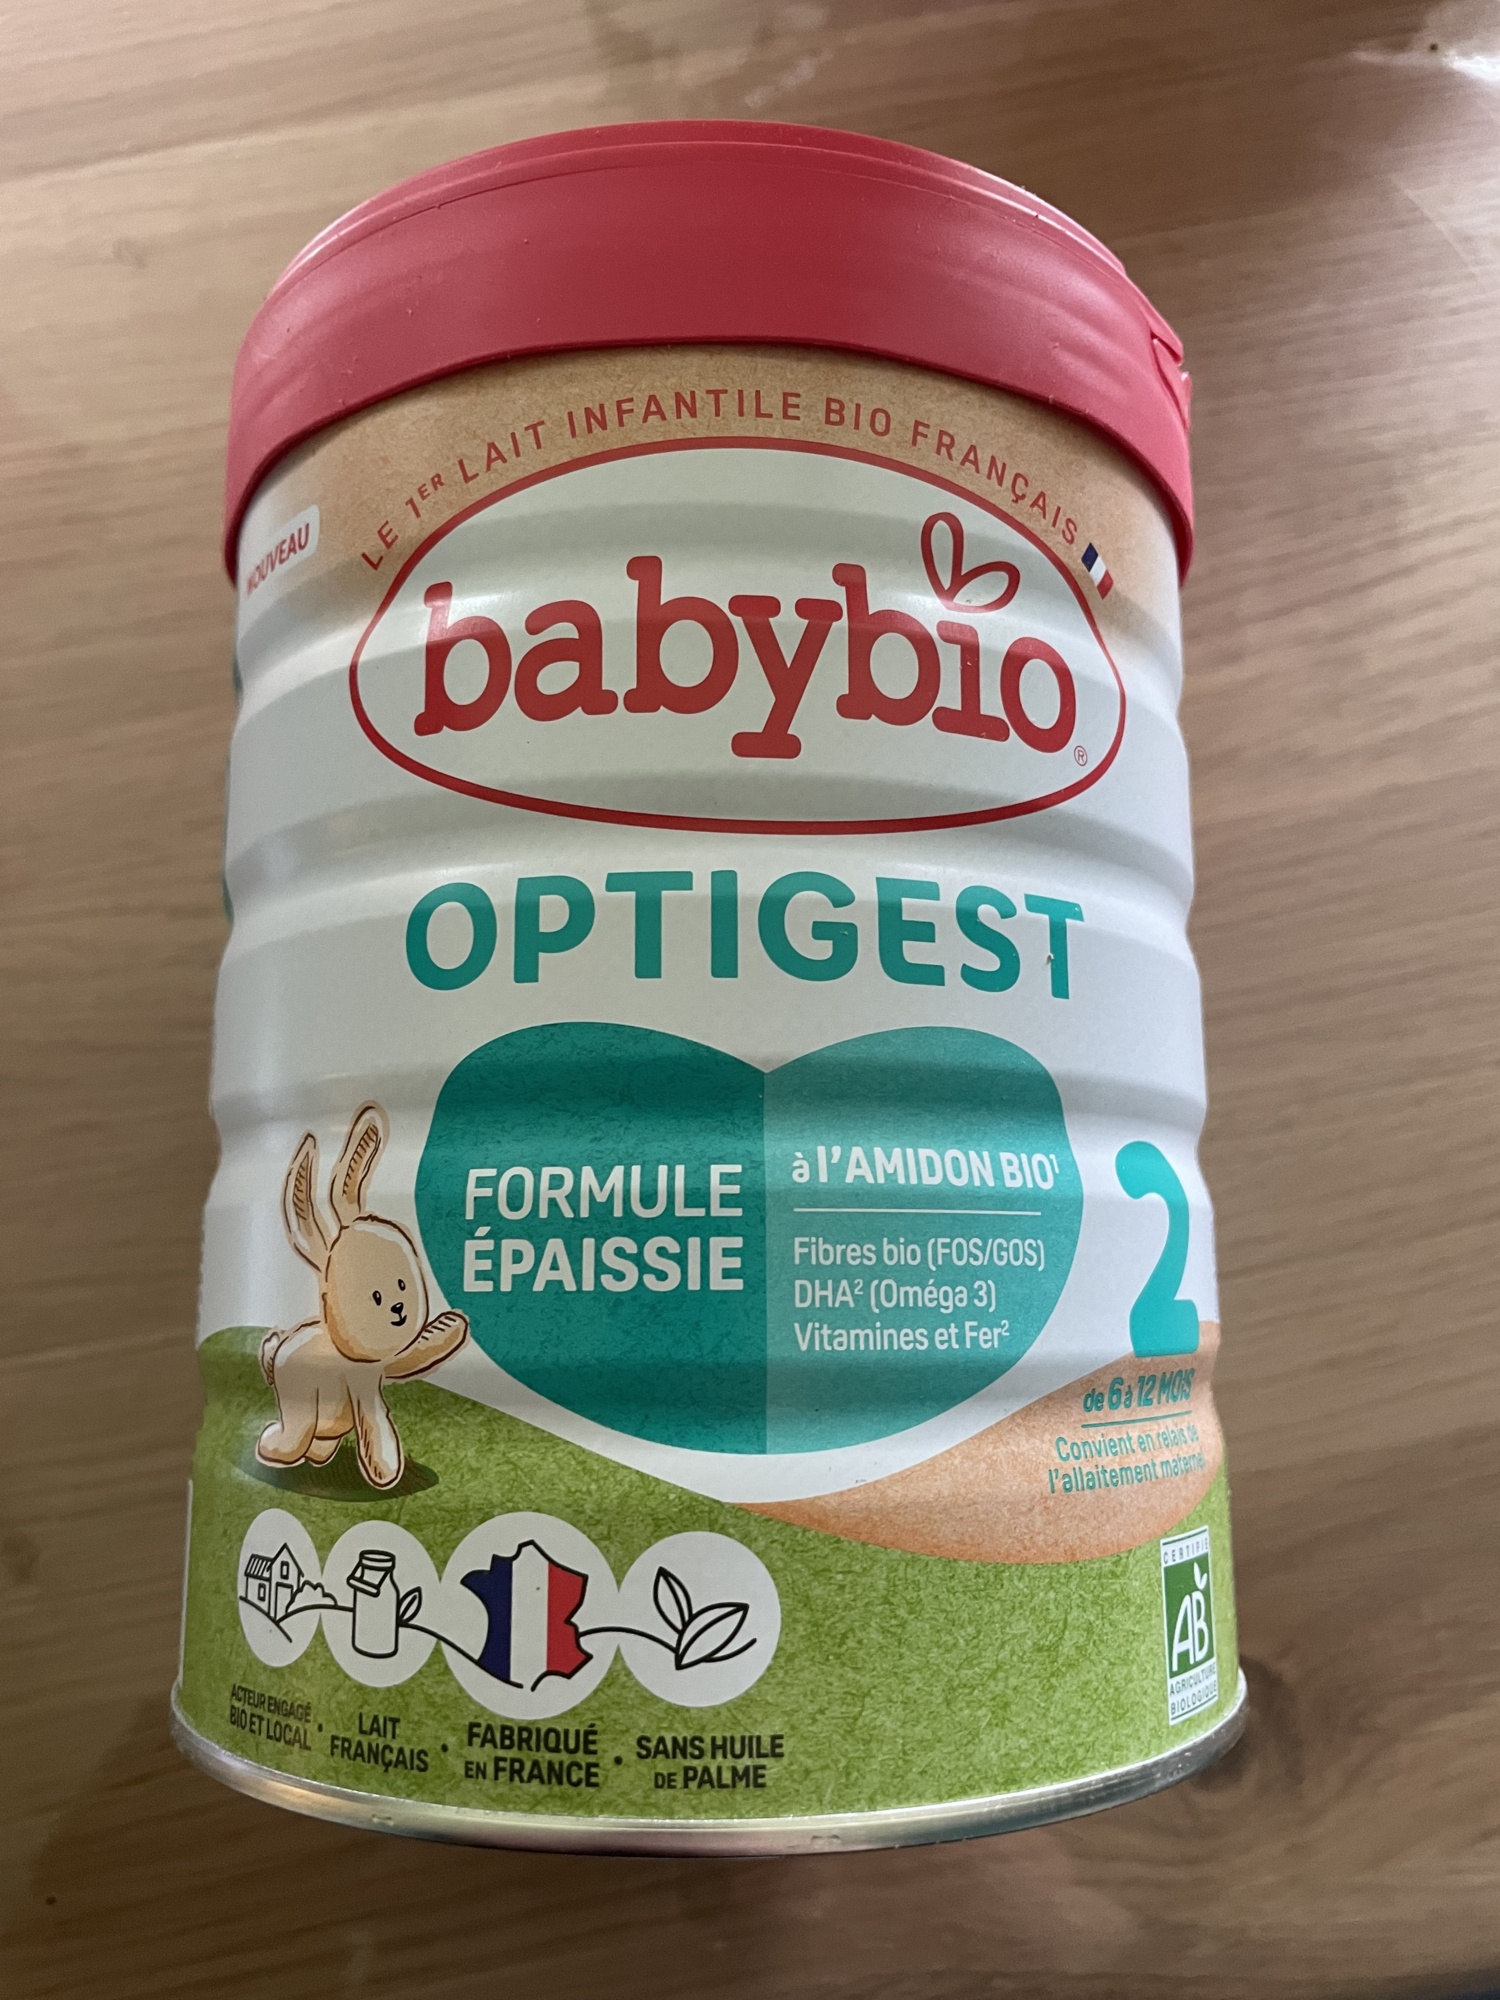 LE 1ER LAIT INFANTILE BIO FRANÇAIS
NOUVEAU
babybio®
OPTIGEST
FORMULE
ÉPAISSIE
à l'AMIDON BIO¹
Fibres bio (FOS/GOS)
DHA² (Oméga 3)
Vitamines et Fer²
2
de 6 à 12 MOIS
Convient en relais de
l'allaitement maternel
ACTEUR ENGAGÉ
BIO ET LOCAL
• LAIT
FRANÇAIS
• FABRIQUÉ
EN FRANCE
• SANS HUILE
DE PALME
CERTIFIÉ
AB
AGRICULTURE
BIOLOGIQUE